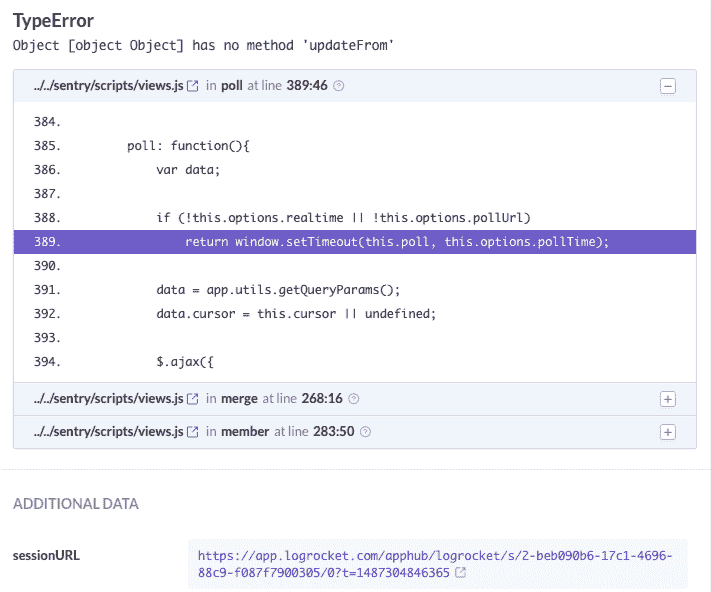 TypeError
Object [object Object] has no method 'updateFrom'
../../sentry/scripts/views.js in poll at line 389:46
384.
385.        poll: function(){
386.            var data;
387.
388.            if (!this.options.realtime || !this.options.pollUrl)
389.                return window.setTimeout(this.poll, this.options.pollTime);
390.
391.            data = app.utils.getQueryParams();
392.            data.cursor = this.cursor || undefined;
393.
394.            $.ajax({
../../sentry/scripts/views.js in merge at line 268:16
../../sentry/scripts/views.js in member at line 283:50
ADDITIONAL DATA
sessionURL
https://app.logrocket.com/apphub/logrocket/s/2-beb090b6-17c1-4696-
88c9-f087f7900305/0?t=1487304846365